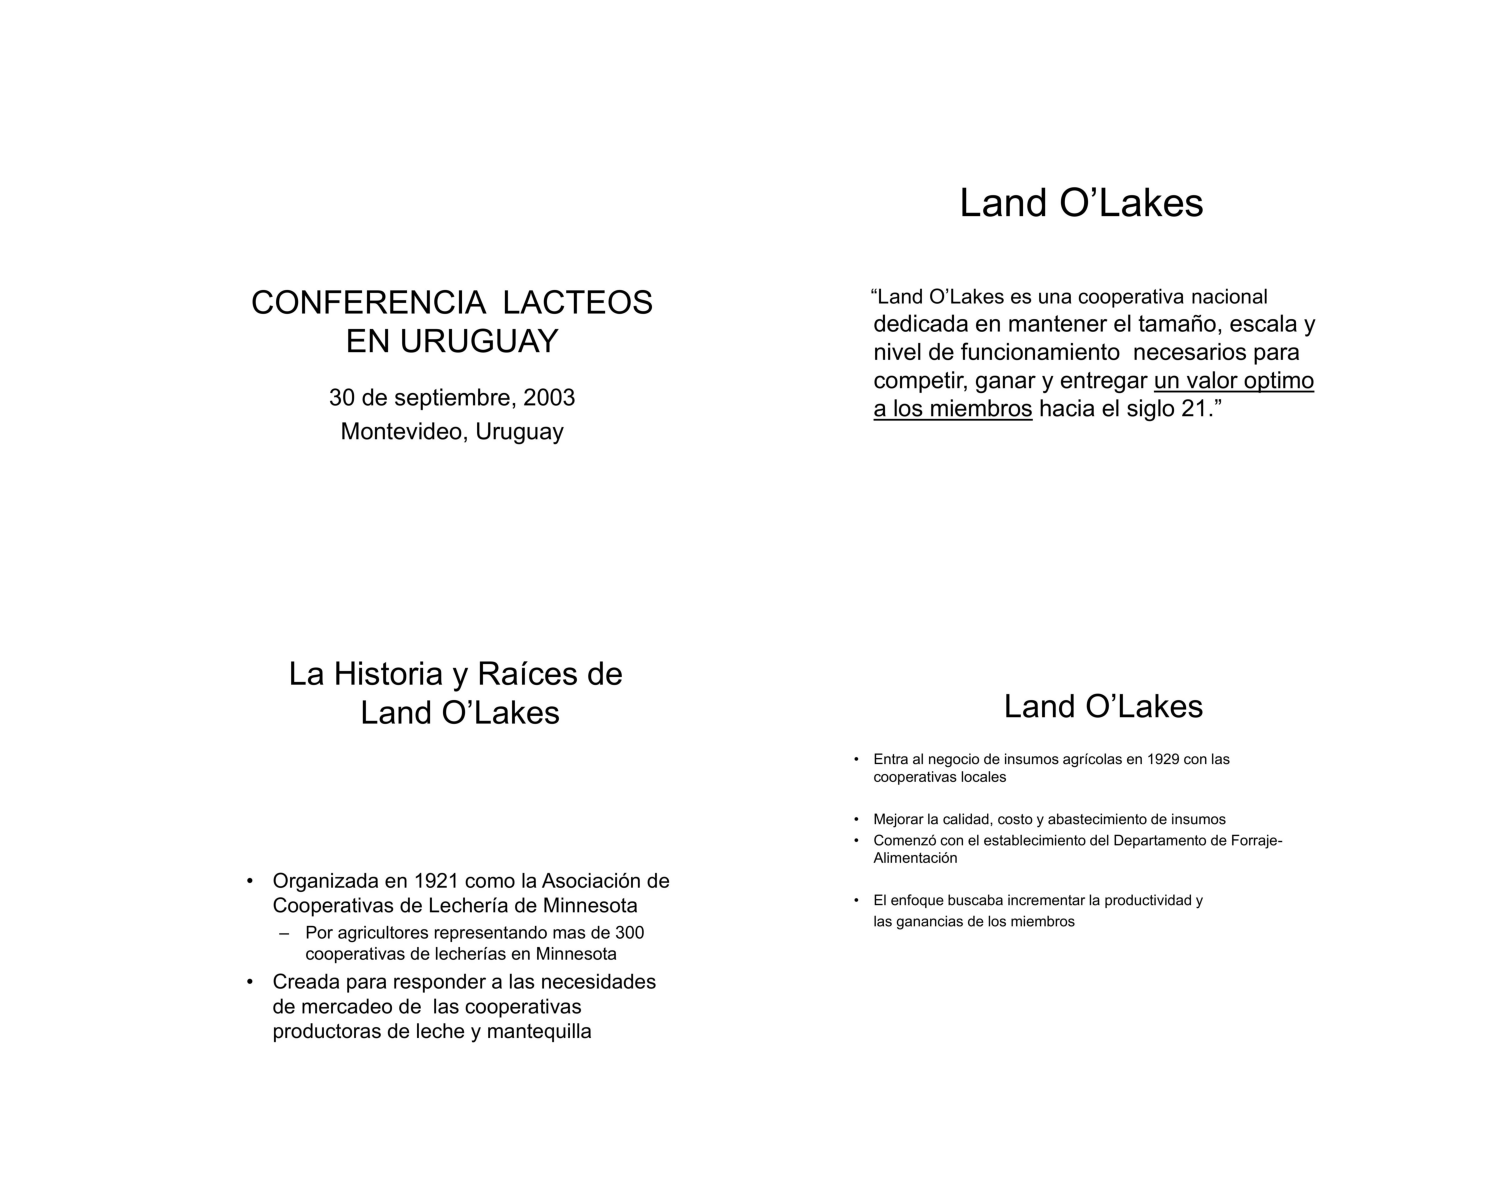 CONFERENCIA LACTEOS
EN URUGUAY
30 de septiembre, 2003
Montevideo, Uruguay
Land O’Lakes
“Land O’Lakes es una cooperativa nacional
dedicada en mantener el tamaño, escala y
nivel de funcionamiento necesarios para
competir, ganar y entregar un valor optimo
a los miembros hacia el siglo 21.”
La Historia y Raíces de
Land O’Lakes
• Organizada en 1921 como la Asociación de
Cooperativas de Lechería de Minnesota
– Por agricultores representando mas de 300
cooperativas de lecherías en Minnesota
• Creada para responder a las necesidades
de mercadeo de las cooperativas
productoras de leche y mantequilla
Land O’Lakes
• Entra al negocio de insumos agrícolas en 1929 con las
cooperativas locales
• Mejorar la calidad, costo y abastecimiento de insumos
• Comenzó con el establecimiento del Departamento de Forraje-
Alimentación
• El enfoque buscaba incrementar la productividad y
las ganancias de los miembros